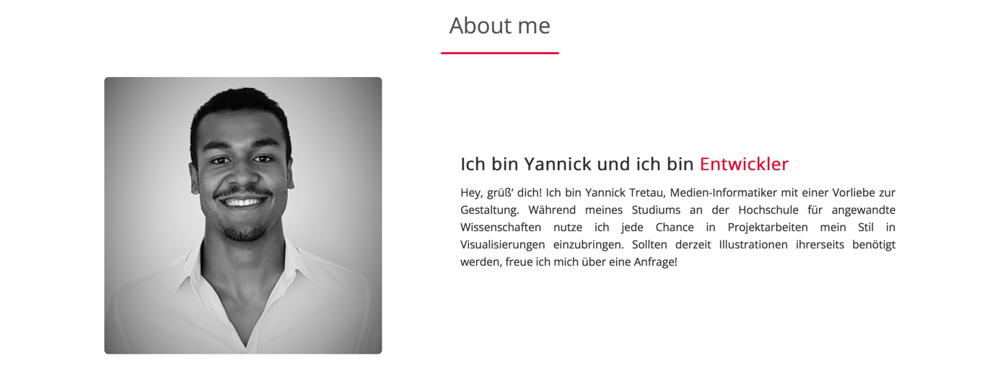 About me
Ich bin Yannick und ich bin Entwickler
Hey, grüß‘ dich! Ich bin Yannick Tretau, Medien-Informatiker mit einer Vorliebe zur
Gestaltung. Während meines Studiums an der Hochschule für angewandte
Wissenschaften nutze ich jede Chance in Projektarbeiten mein Stil in
Visualisierungen einzubringen. Sollten derzeit Illustrationen ihrerseits benötigt
werden, freue ich mich über eine Anfrage!